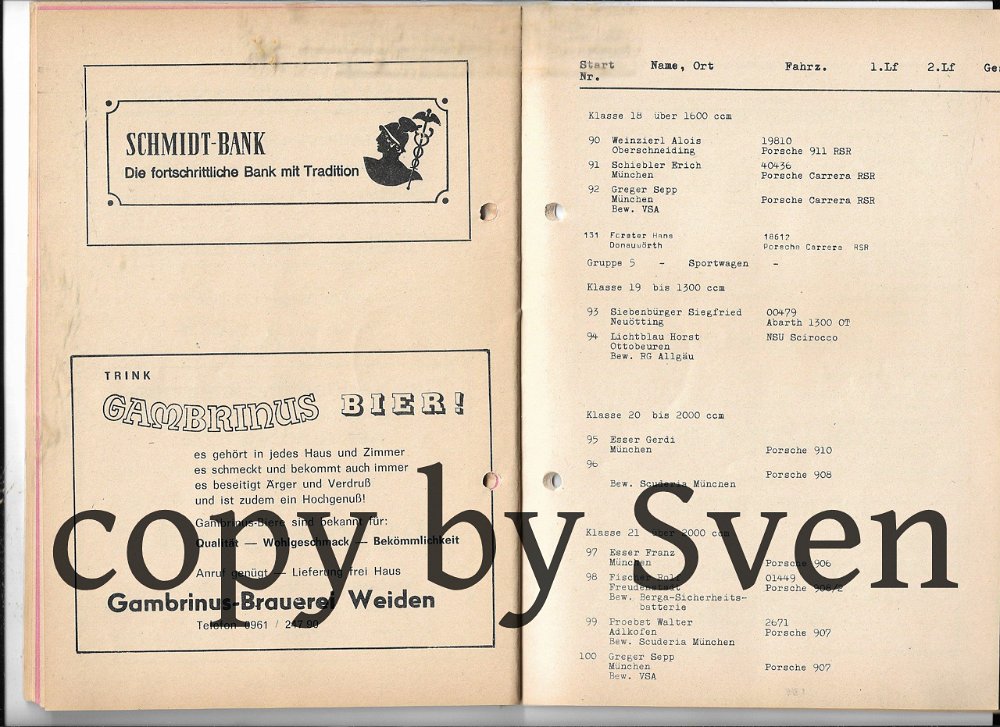 SCHMIDT-BANK
Die fortschrittliche Bank mit Tradition
TRINK
GAMBRINUS BIER!
es gehört in jedes Haus und Zimmer
es schmeckt und bekommt auch immer
es beseitigt Ärger und Verdruß
und ist zudem ein Hochgenuß!
Gambrinus-Biere sind bekannt für:
Qualität — Wohlgeschmack — Bekömmlichkeit
Anruf genügt — Lieferung frei Haus
Gambrinus-Brauerei Weiden
Telefon 0961 / 247 90
Start Name, Ort Fahrz. 1.Lf 2.Lf Ges
Nr.
Klasse 18 über 1600 ccm
90 Weinzierl Alois 19810
Oberschneiding Porsche 911 RSR
91 Schiebler Erich 40436
München Porsche Carrera RSR
92 Greger Sepp
München Porsche Carrera RSR
Bew. VSA
131 Forster Hans 18612
Donauwörth Porsche Carrera RSR
Gruppe 5 - Sportwagen -
Klasse 19 bis 1300 ccm
93 Siebenbürger Siegfried 00479
Neuötting Abarth 1300 OT
94 Lichtblau Horst NSU Scirocco
Ottobeuren
Bew. RG Allgäu
Klasse 20 bis 2000 ccm
95 Esser Gerdi
München Porsche 910
96
Porsche 908
Bew. Scuderia München
Klasse 21 über 2000 ccm
97 Esser Franz
München Porsche 906
98 Fischer Rolf 01449
Freudenstadt Porsche 908/2
Bew. Berga-Sicherheits-
batterie
99 Proebst Walter 2671
Adlkofen Porsche 907
Bew. Scuderia München
100 Greger Sepp
München Porsche 907
Bew. VSA
copy by Sven